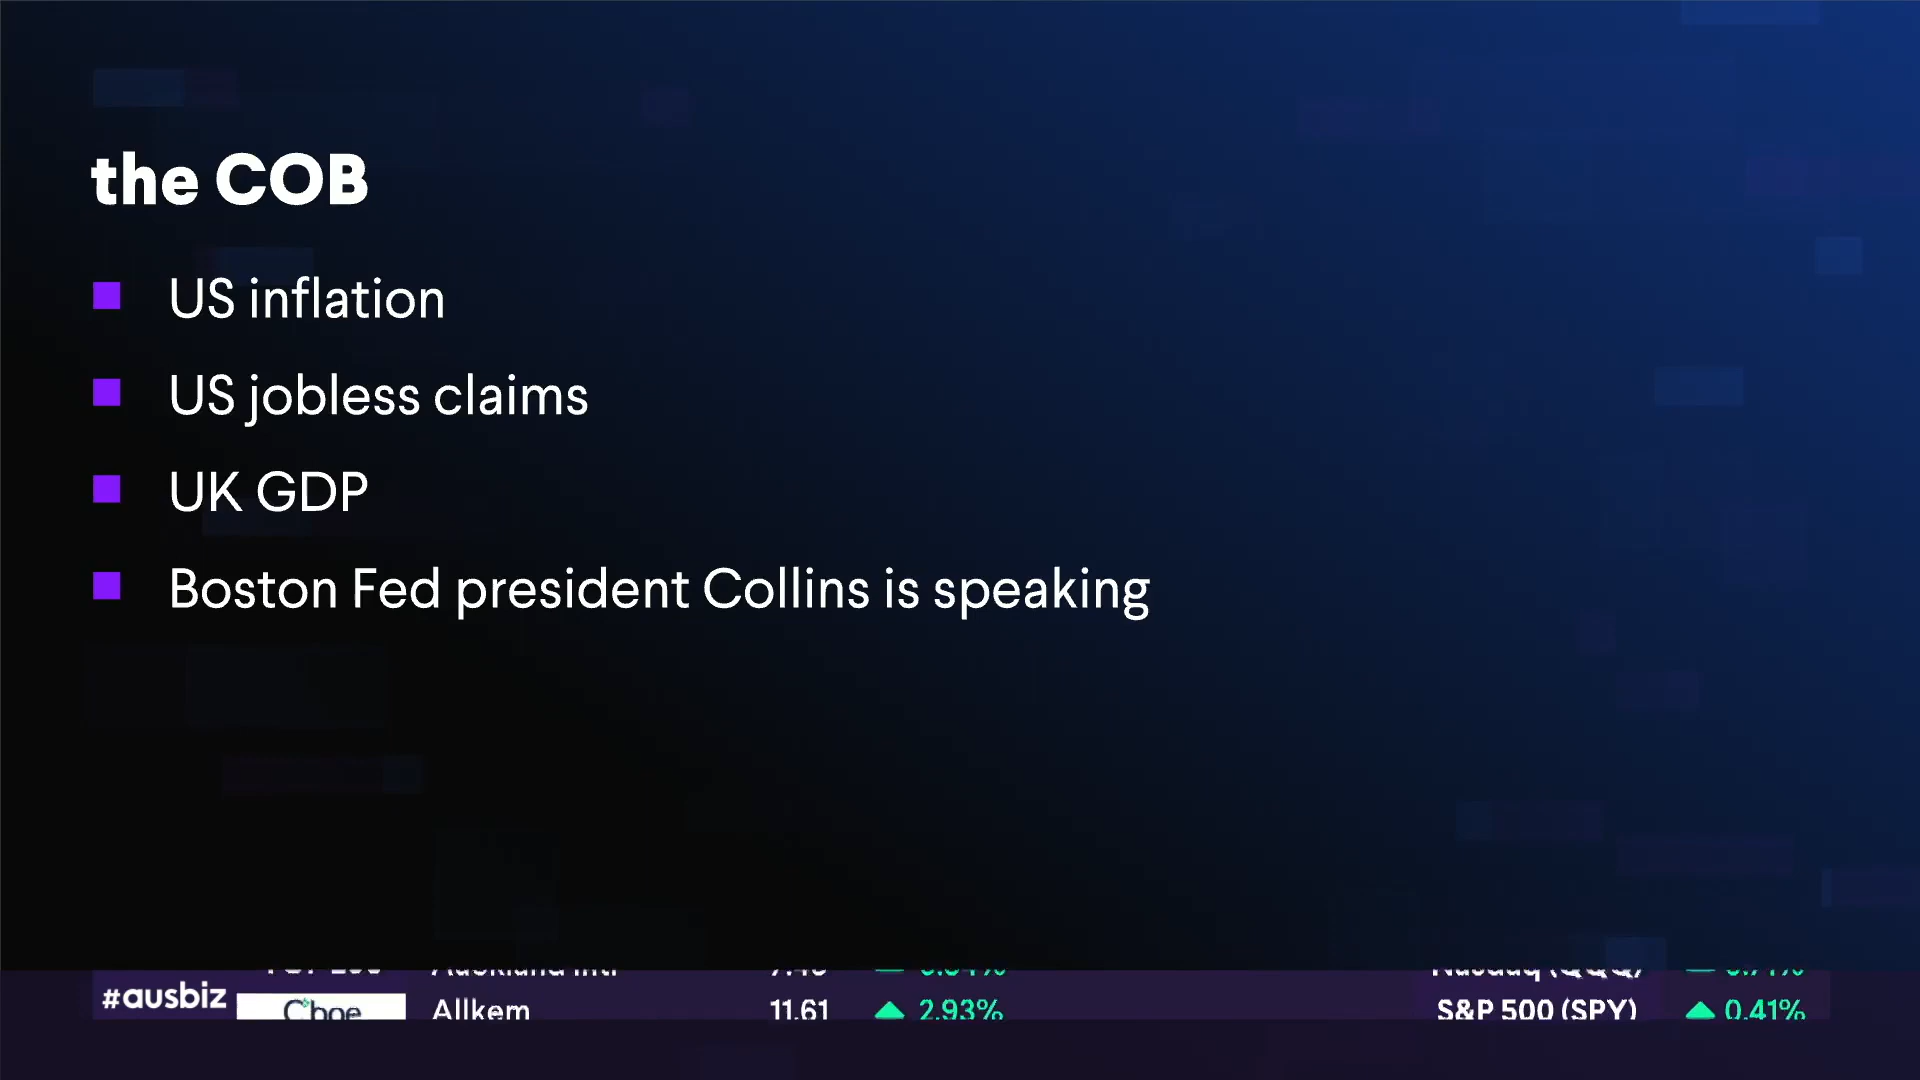 the COB
US inflation
US jobless claims
UK GDP
Boston Fed president Collins is speaking
#ausbiz
Cboe
Allkem 11.61 2.93% S&P 500 (SPY) 0.41%